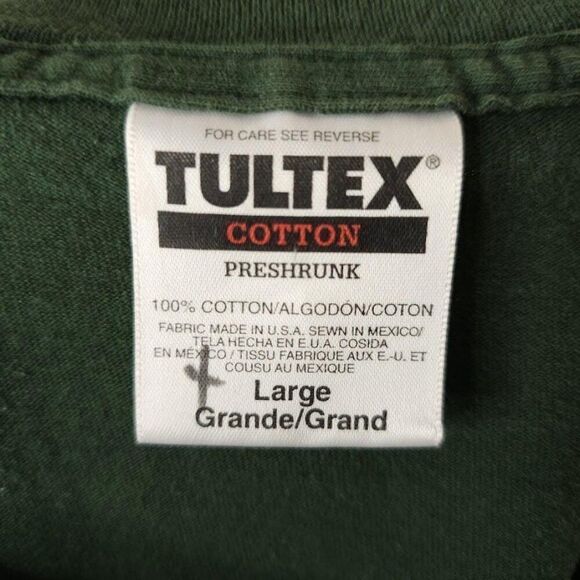 FOR CARE SEE REVERSE
TULTEX®
COTTON
PRESHRUNK
100% COTTON/ALGODÓN/COTON
FABRIC MADE IN U.S.A. SEWN IN MEXICO/
TELA HECHA EN E.U.A. COSIDA
EN MÉXICO / TISSU FABRIQUE AUX E.-U. ET
COUSU AU MEXIQUE
4 Large
Grande/Grand